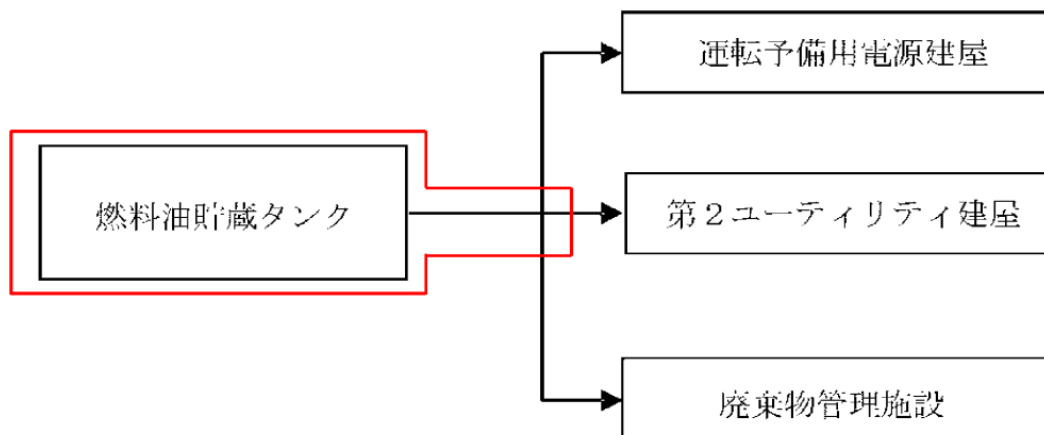 運転予備用電源建屋
燃料油貯蔵タンク
第２ユーティリティ建屋
廃棄物管理施設